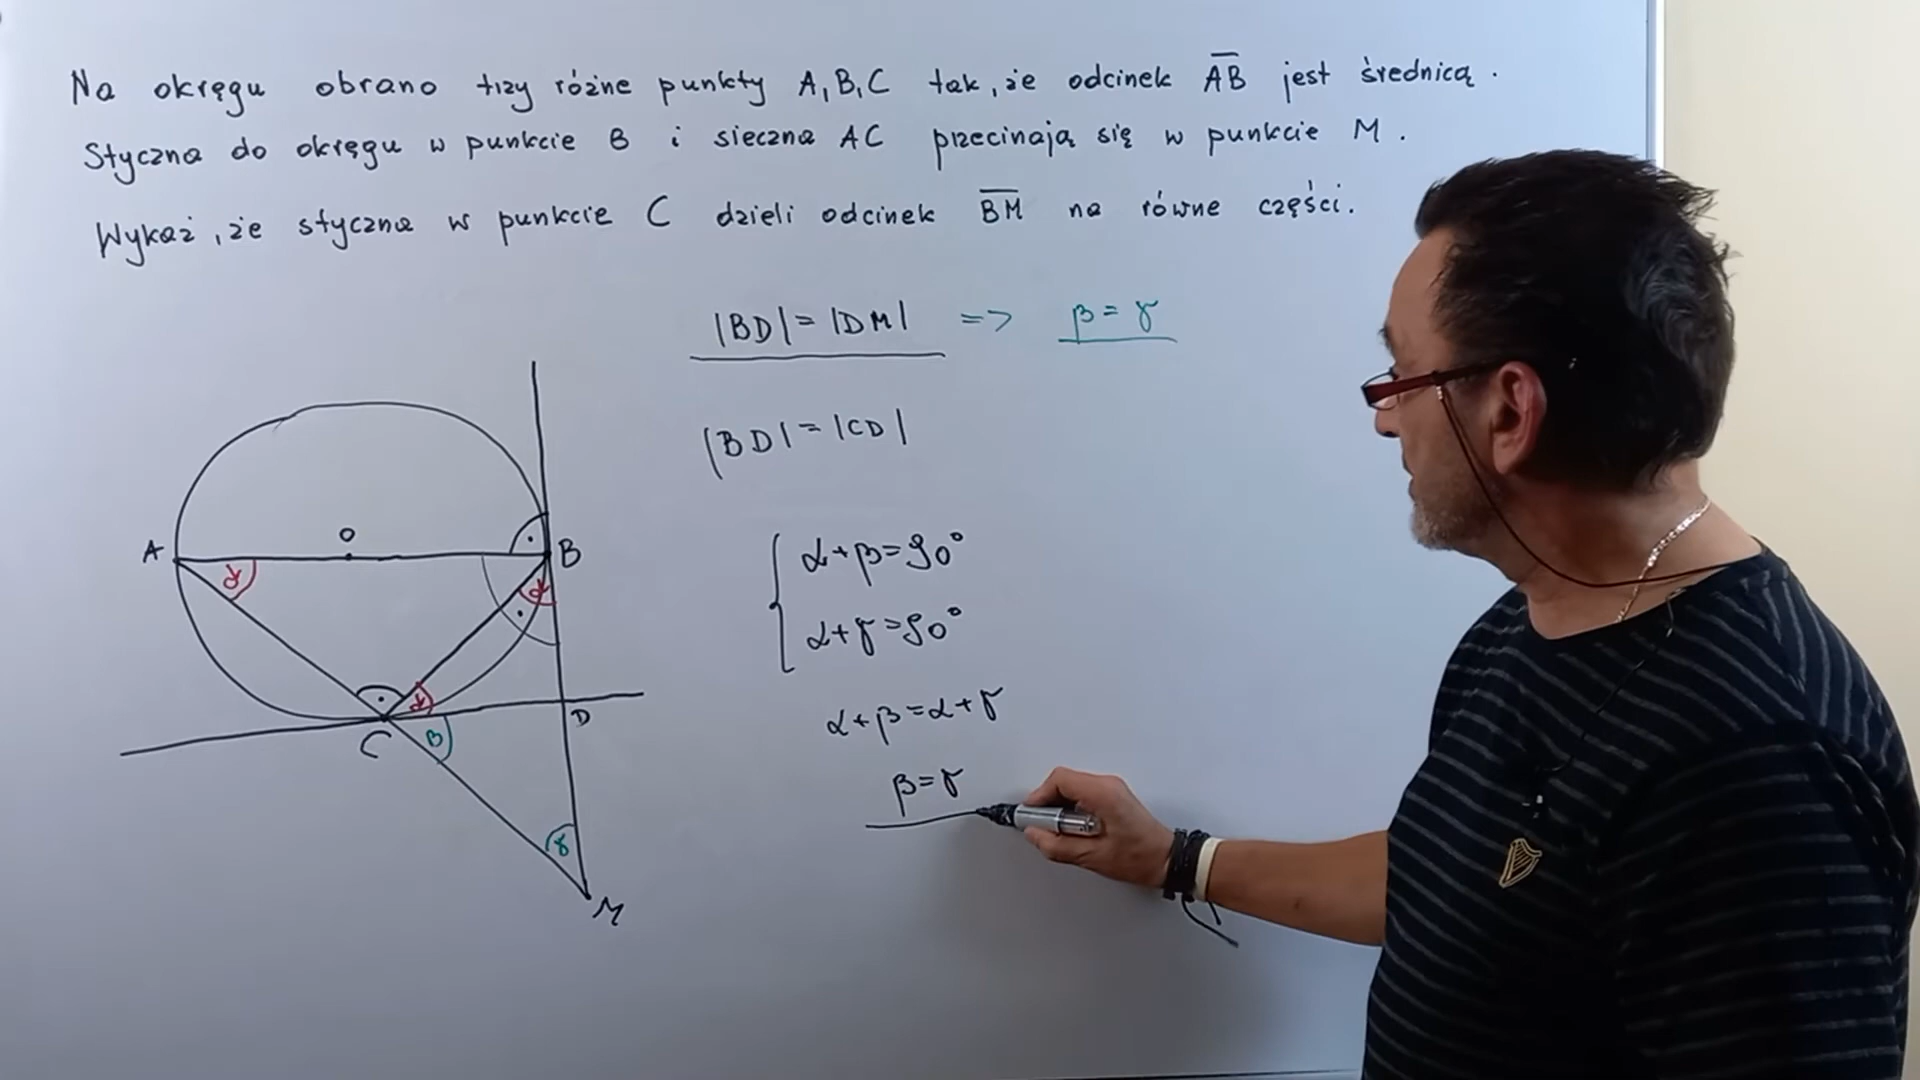 Na okręgu obrano trzy różne punkty A, B, C tak, że odcinek AB jest średnicą.
Styczna do okręgu w punkcie B i sieczna AC przecinają się w punkcie M.
Wykaż, że styczna w punkcie C dzieli odcinek BM na równe części.
|BD| = |DM| => β = γ
|BD| = |CD|
α + β = 90°
α + γ = 90°
α + β = α + γ
β = γ
A
O
B
α
α
α
C
D
β
γ
M